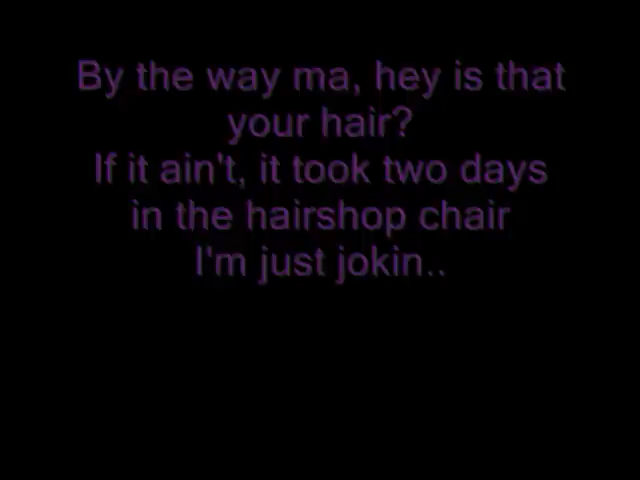 By the way ma, hey is that
your hair?
If it ain't, it took two days
in the hairshop chair
I'm just jokin..